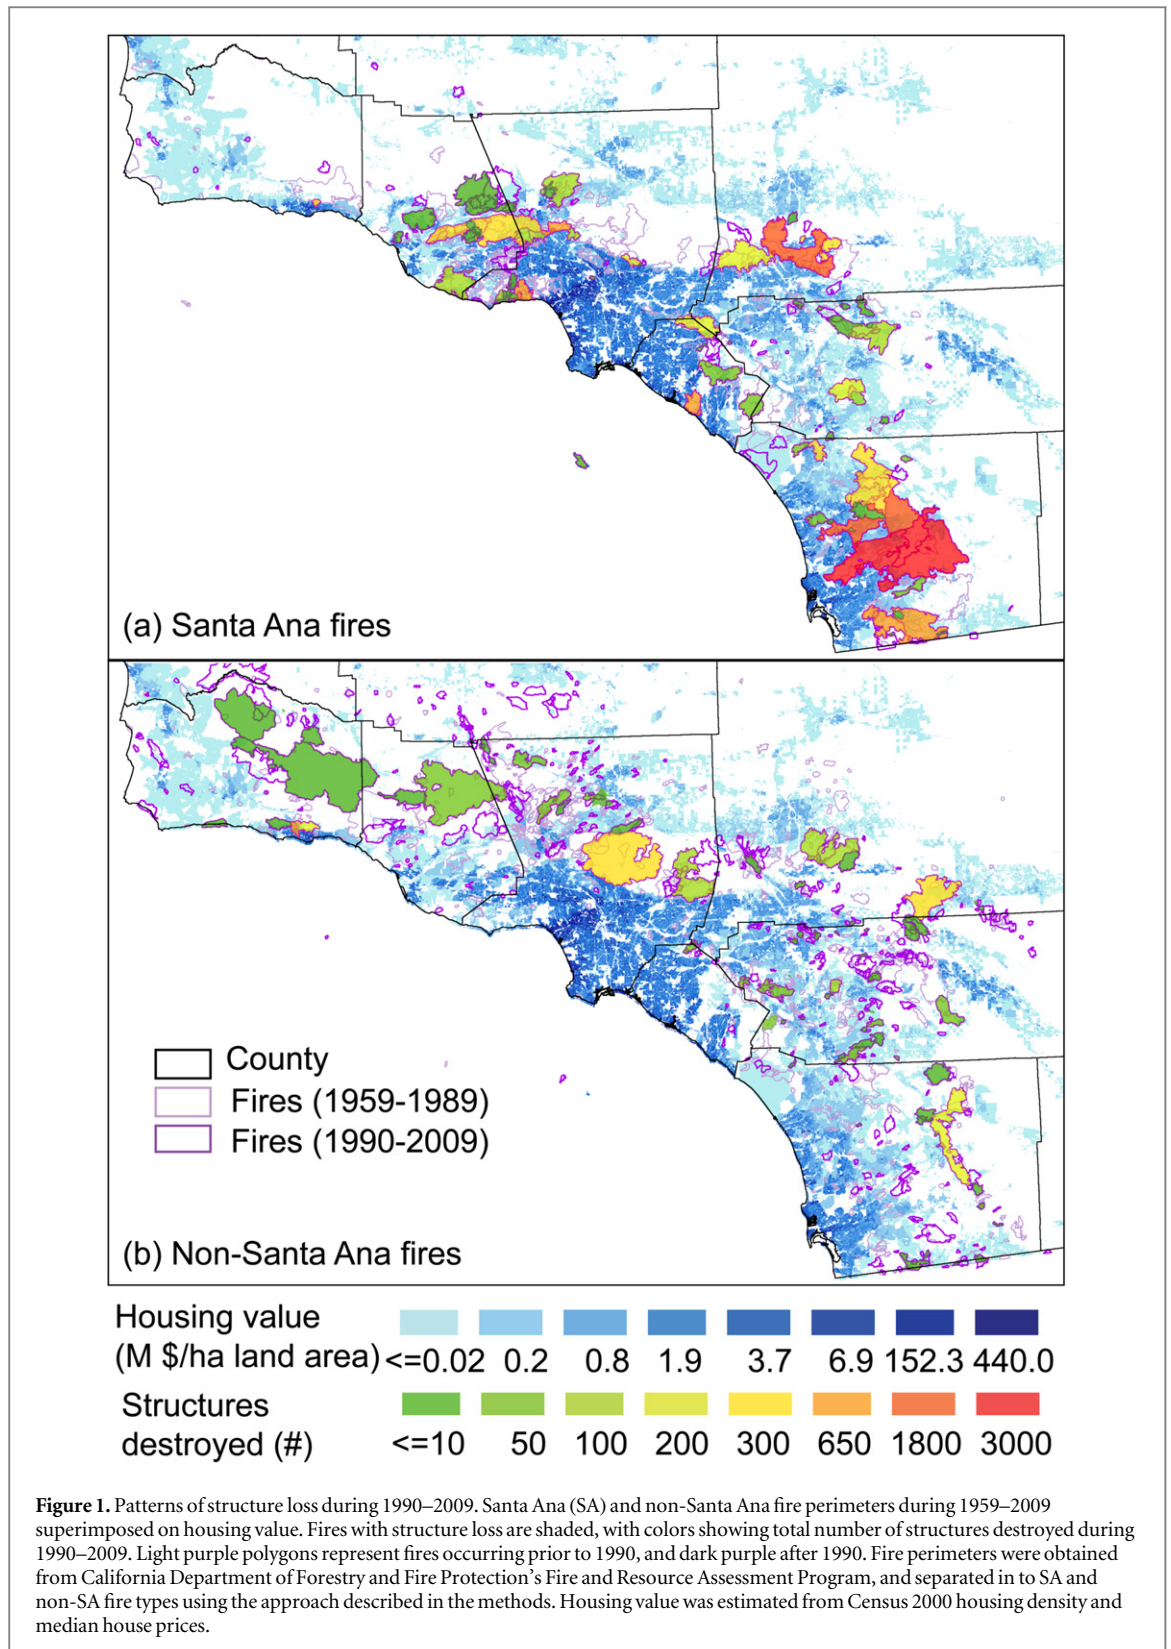 (a) Santa Ana fires
County
Fires (1959-1989)
Fires (1990-2009)
(b) Non-Santa Ana fires
Housing value
(M $/ha land area) <=0.02 0.2 0.8 1.9 3.7 6.9 152.3 440.0
Structures
destroyed (#) <=10 50 100 200 300 650 1800 3000
Figure 1. Patterns of structure loss during 1990–2009. Santa Ana (SA) and non-Santa Ana fire perimeters during 1959–2009
superimposed on housing value. Fires with structure loss are shaded, with colors showing total number of structures destroyed during
1990–2009. Light purple polygons represent fires occurring prior to 1990, and dark purple after 1990. Fire perimeters were obtained
from California Department of Forestry and Fire Protection's Fire and Resource Assessment Program, and separated in to SA and
non-SA fire types using the approach described in the methods. Housing value was estimated from Census 2000 housing density and
median house prices.